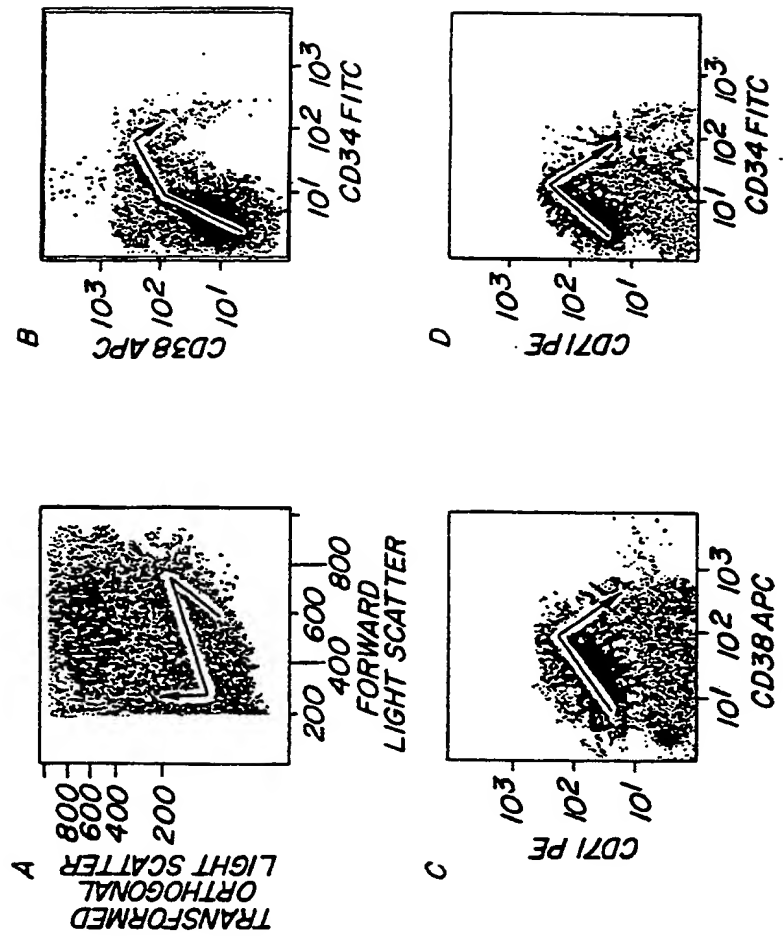 A
TRANSFORMED
ORTHOGONAL
LIGHT SCATTER
800
600
400
200
200 400 600 800
FORWARD
LIGHT SCATTER
B
CD38 APC
10³
10²
10¹
10¹ 10² 10³
CD34 FITC
C
CD71 PE
10³
10²
10¹
10¹ 10² 10³
CD38 APC
D
CD71 PE
10³
10²
10¹
10¹ 10² 10³
CD34 FITC